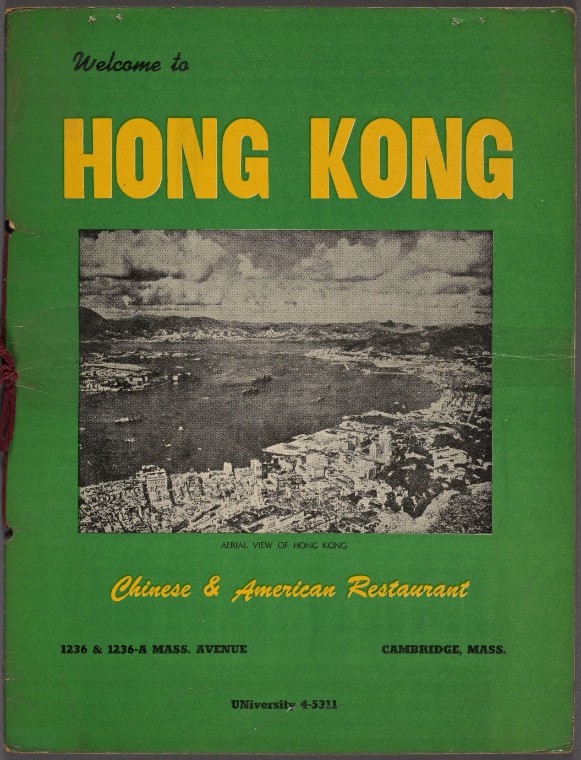 Welcome to
HONG KONG
AERIAL VIEW OF HONG KONG
Chinese & American Restaurant
1236 & 1236-A MASS. AVENUE CAMBRIDGE, MASS.
UNiversity 4-5311